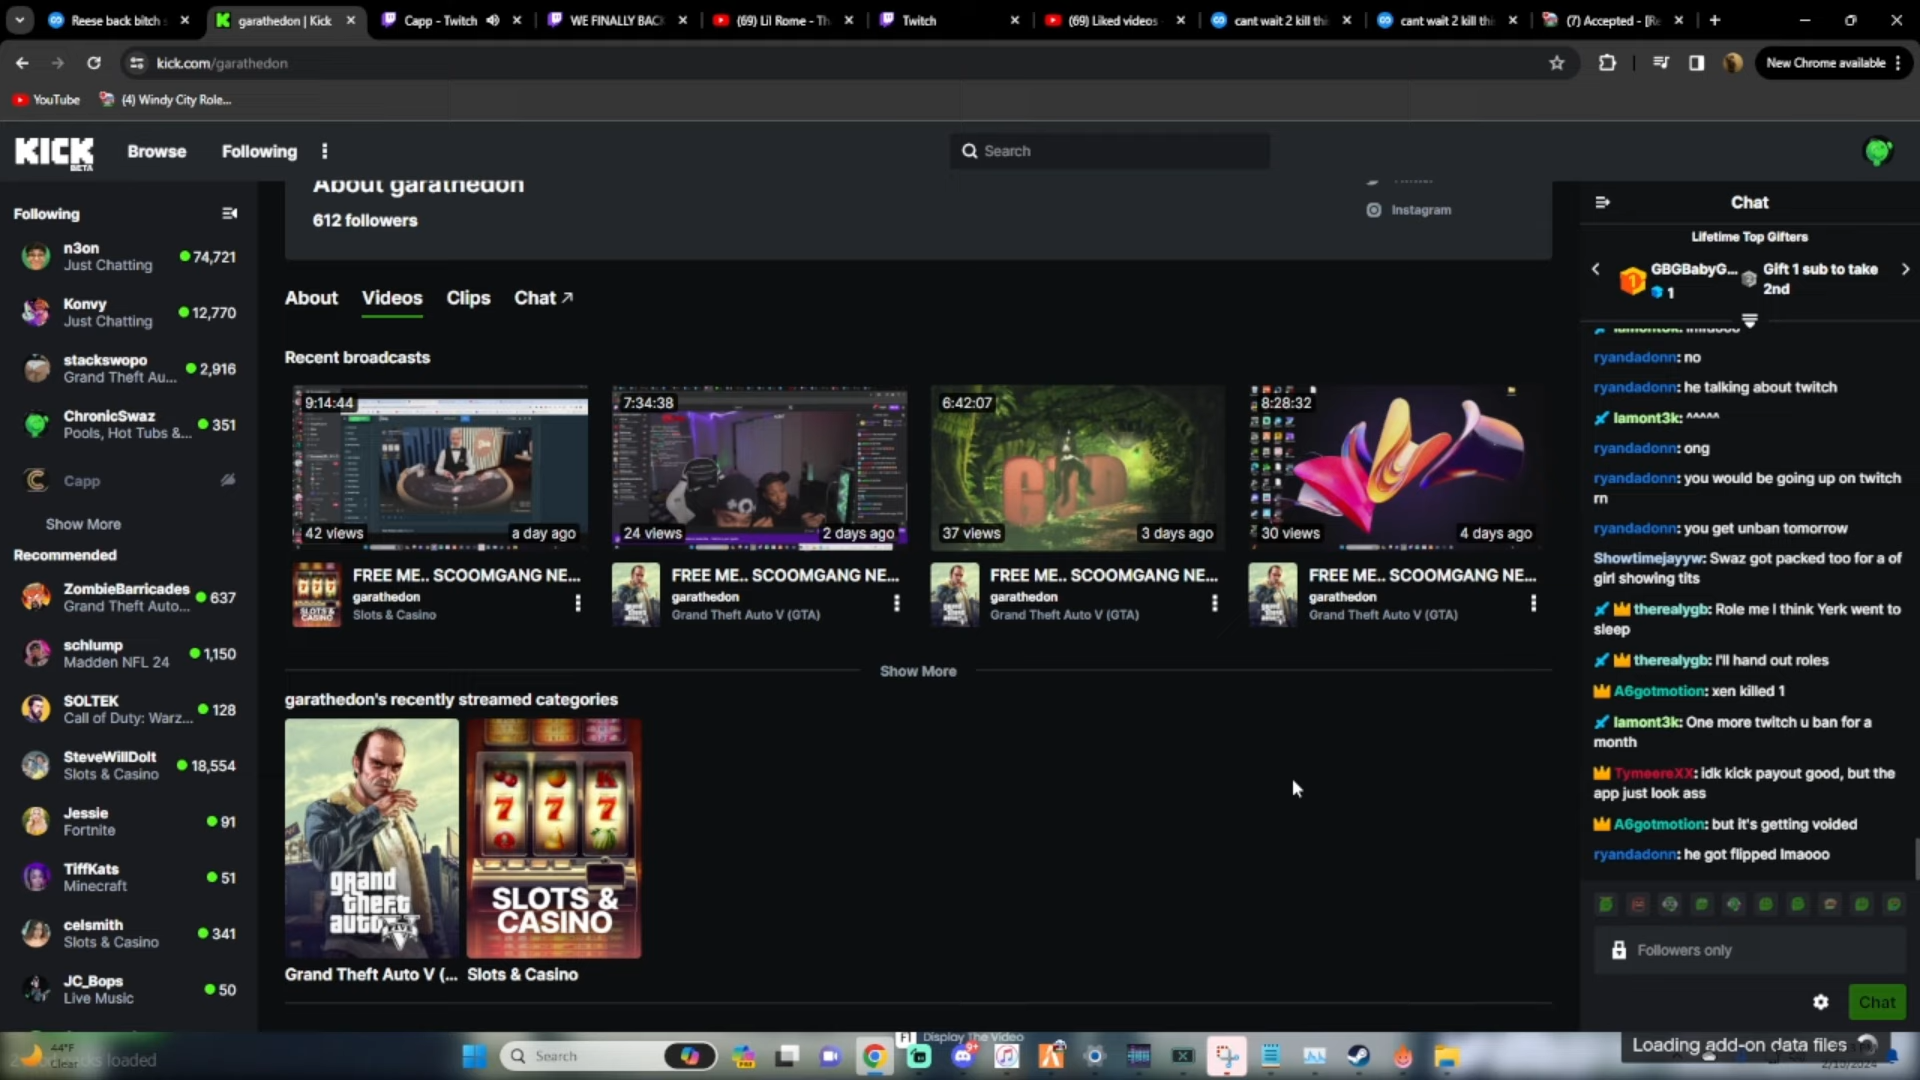 Reese back bitch
garathedon | Kick
Capp - Twitch
WE FINALLY BAC
(69) Lil Rome - Th
Twitch
(69) Liked videos
cant wait 2 kill thi
cant wait 2 kill thi
(7) Accepted - [Re
kick.com/garathedon
New Chrome available
YouTube
(4) Windy City Role...
KICK
BETA
Browse
Following
Search
Following
n3on
Just Chatting
74,721
Konvy
Just Chatting
12,770
stackswopo
Grand Theft Au...
2,916
ChronicSwaz
Pools, Hot Tubs &...
351
Capp
Show More
Recommended
ZombieBarricades
Grand Theft Auto...
637
schlump
Madden NFL 24
1,150
SOLTEK
Call of Duty: Warz...
128
SteveWillDoIt
Slots & Casino
18,554
Jessie
Fortnite
91
TiffKats
Minecraft
51
celsmith
Slots & Casino
341
JC_Bops
Live Music
50
About garathedon
612 followers
Instagram
About
Videos
Clips
Chat
Recent broadcasts
9:14:44
42 views
a day ago
FREE ME.. SCOOMGANG NE...
garathedon
Slots & Casino
7:34:38
24 views
2 days ago
FREE ME.. SCOOMGANG NE...
garathedon
Grand Theft Auto V (GTA)
6:42:07
37 views
3 days ago
FREE ME.. SCOOMGANG NE...
garathedon
Grand Theft Auto V (GTA)
8:28:32
30 views
4 days ago
FREE ME.. SCOOMGANG NE...
garathedon
Grand Theft Auto V (GTA)
Show More
garathedon's recently streamed categories
grand
theft
auto V
SLOTS &
CASINO
Grand Theft Auto V (...
Slots & Casino
Chat
Lifetime Top Gifters
GBGBabyG...
1
Gift 1 sub to take
2nd
ryandadonn: no
ryandadonn: he talking about twitch
lamont3k: ^^^^^
ryandadonn: ong
ryandadonn: you would be going up on twitch
rn
ryandadonn: you get unban tomorrow
Showtimejayyw: Swaz got packed too for a of
girl showing tits
therealygb: Role me I think Yerk went to
sleep
therealygb: I'll hand out roles
A6gotmotion: xen killed 1
lamont3k: One more twitch u ban for a
month
TymeereXX: idk kick payout good, but the
app just look ass
A6gotmotion: but it's getting voided
ryandadonn: he got flipped lmaooo
Followers only
Chat
Display The Video
44°F
Clear
loaded
Search
Loading add-on data files